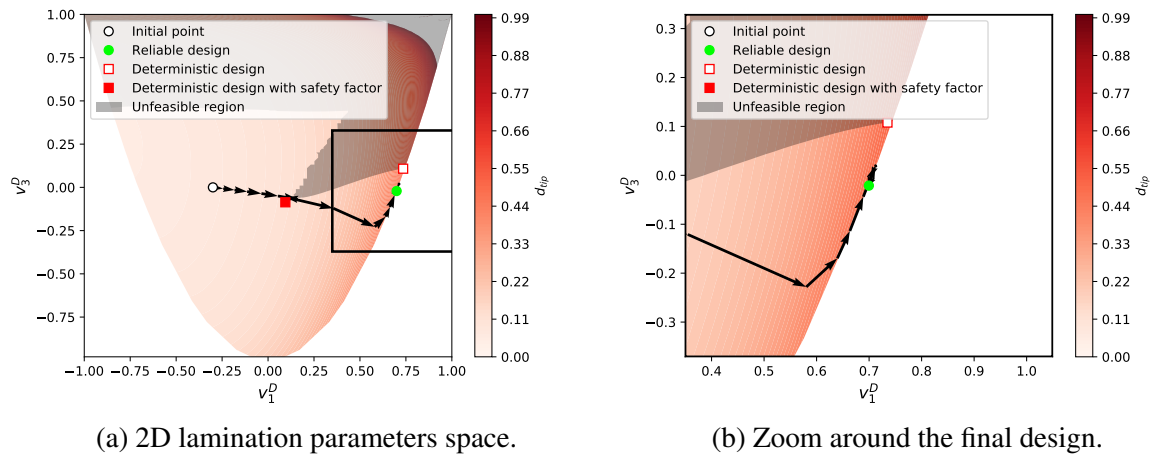 Initial point
Reliable design
Deterministic design
Deterministic design with safety factor
Unfeasible region
1.00
0.75
0.50
0.25
0.00
−0.25
−0.50
−0.75
v₃ᴰ
−1.00 −0.75 −0.50 −0.25 0.00 0.25 0.50 0.75 1.00
v₁ᴰ
0.99
0.88
0.77
0.66
0.55
0.44
0.33
0.22
0.11
0.00
d_tip
(a) 2D lamination parameters space.
Initial point
Reliable design
Deterministic design
Deterministic design with safety factor
Unfeasible region
0.3
0.2
0.1
0.0
−0.1
−0.2
−0.3
v₃ᴰ
0.4 0.5 0.6 0.7 0.8 0.9 1.0
v₁ᴰ
0.99
0.88
0.77
0.66
0.55
0.44
0.33
0.22
0.11
0.00
d_tip
(b) Zoom around the final design.